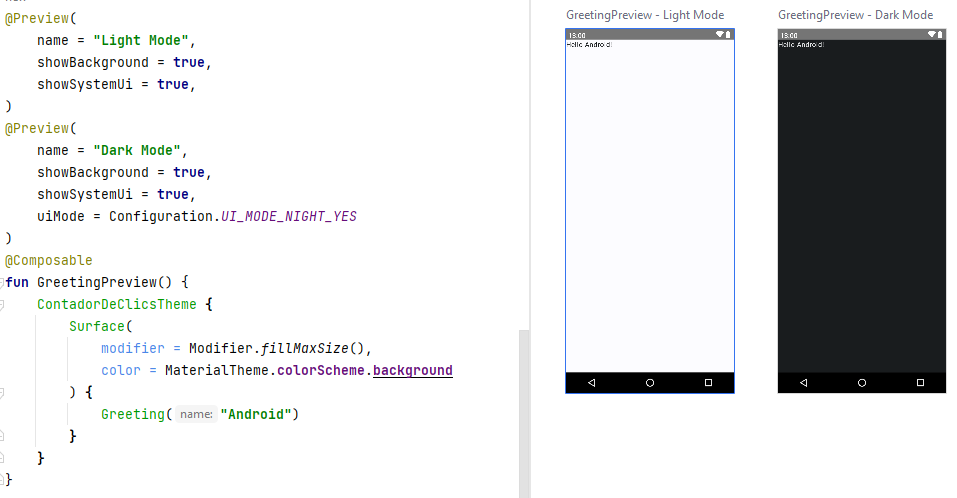 @Preview(
    name = "Light Mode",
    showBackground = true,
    showSystemUi = true,
)
@Preview(
    name = "Dark Mode",
    showBackground = true,
    showSystemUi = true,
    uiMode = Configuration.UI_MODE_NIGHT_YES
)
@Composable
fun GreetingPreview() {
    ContadorDeClicsTheme {
        Surface(
            modifier = Modifier.fillMaxSize(),
            color = MaterialTheme.colorScheme.background
        ) {
            Greeting( name: "Android")
        }
    }
}
GreetingPreview - Light Mode
13:00
Hello Android!
GreetingPreview - Dark Mode
13:00
Hello Android!